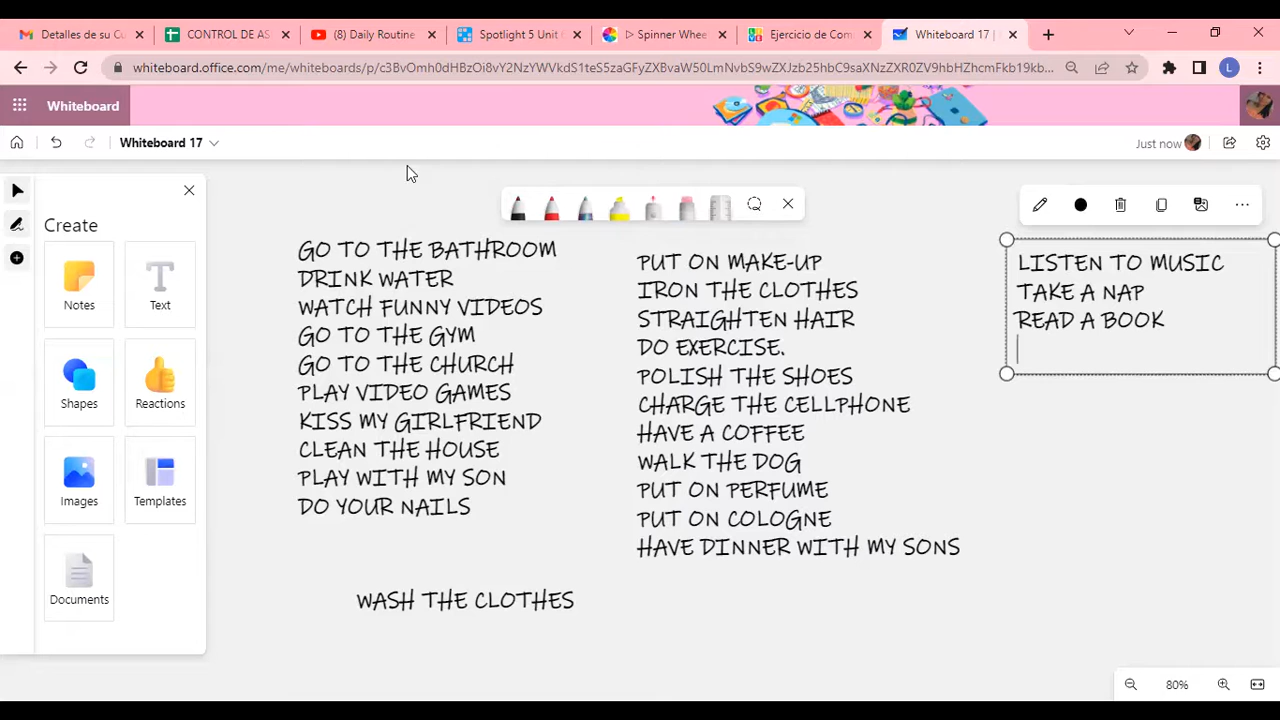 Detalles de su Cu
CONTROL DE AS
(8) Daily Routine
Spotlight 5 Unit
Spinner Whee
Ejercicio de Com
Whiteboard 17 |
Whiteboard
Whiteboard 17
Just now
Create
Notes
Text
Shapes
Reactions
Images
Templates
Documents
GO TO THE BATHROOM
DRINK WATER
WATCH FUNNY VIDEOS
GO TO THE GYM
GO TO THE CHURCH
PLAY VIDEO GAMES
KISS MY GIRLFRIEND
CLEAN THE HOUSE
PLAY WITH MY SON
DO YOUR NAILS
WASH THE CLOTHES
PUT ON MAKE-UP
IRON THE CLOTHES
STRAIGHTEN HAIR
DO EXERCISE.
POLISH THE SHOES
CHARGE THE CELLPHONE
HAVE A COFFEE
WALK THE DOG
PUT ON PERFUME
PUT ON COLOGNE
HAVE DINNER WITH MY SONS
LISTEN TO MUSIC
TAKE A NAP
READ A BOOK
80%